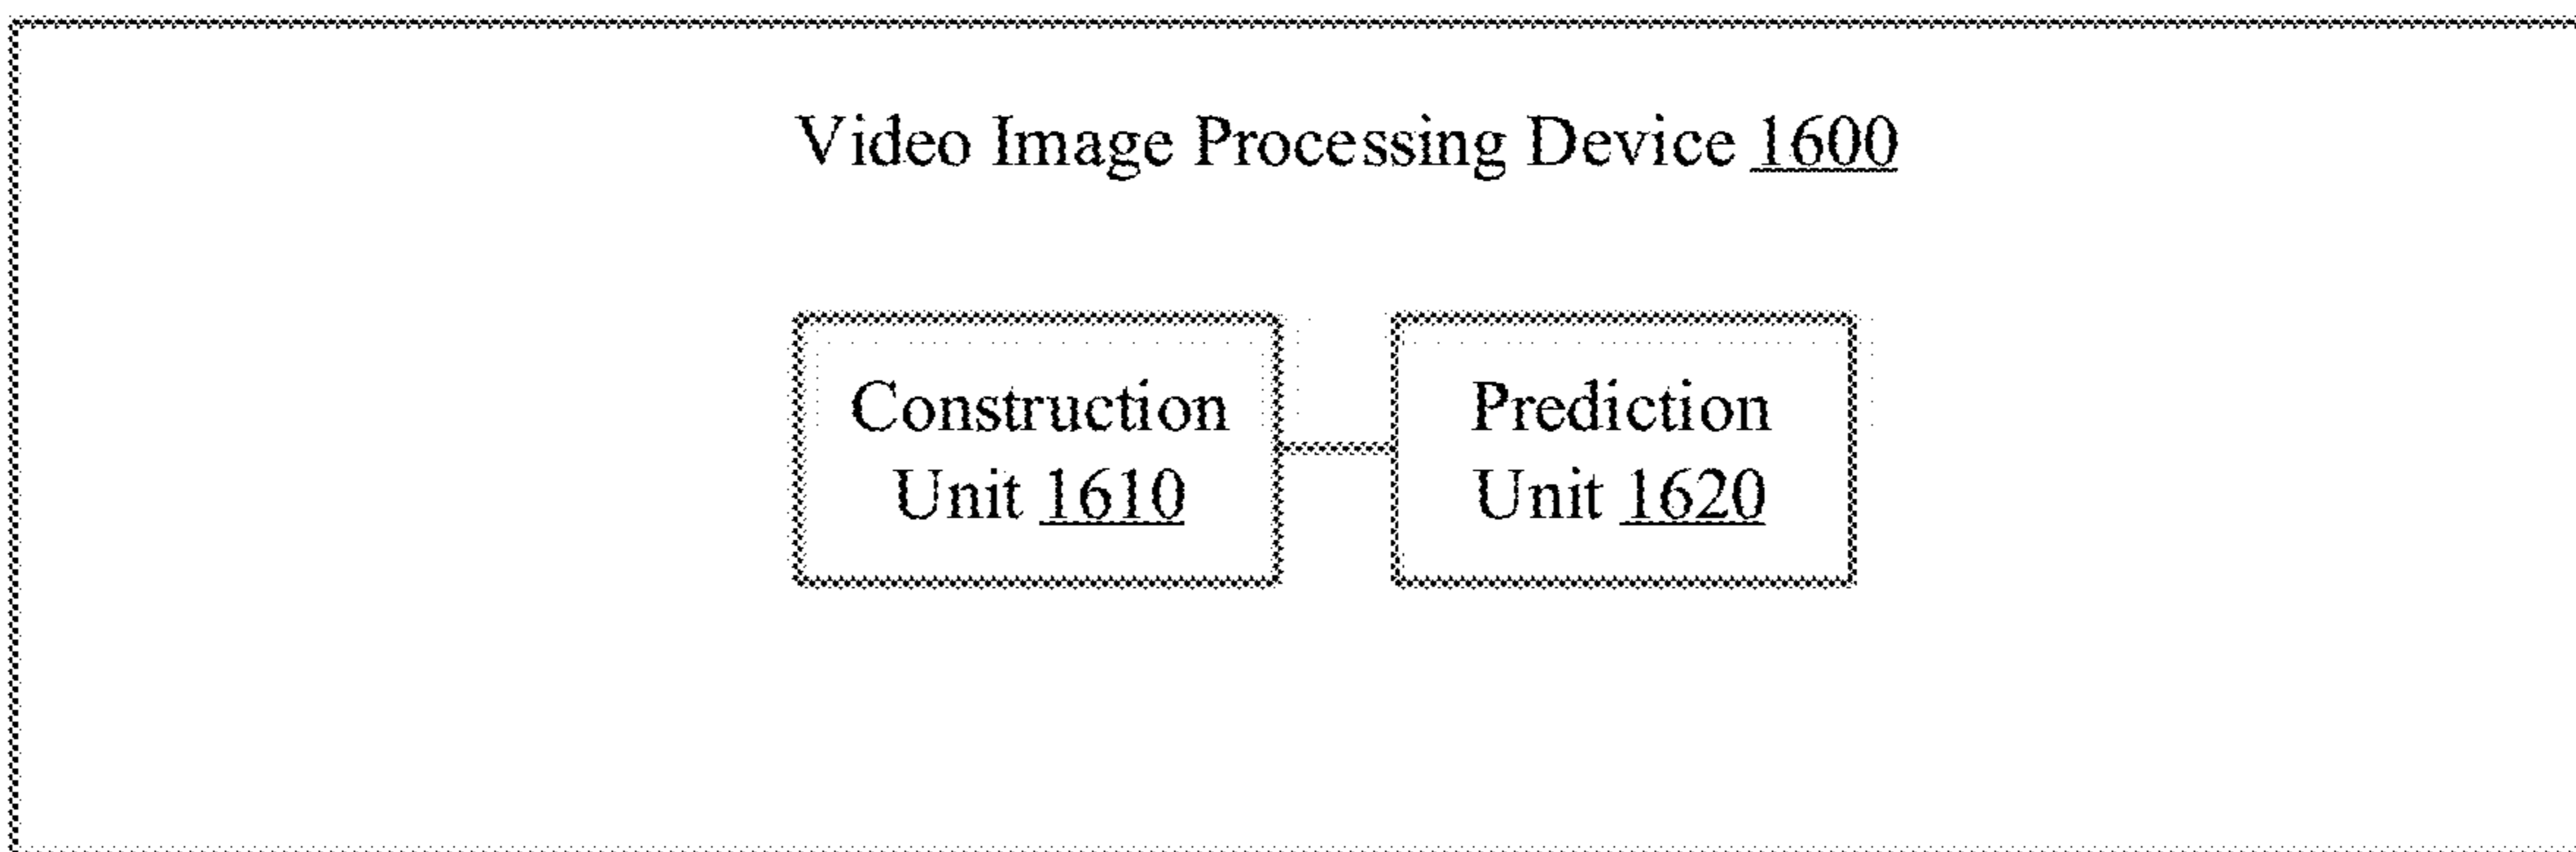 Video Image Processing Device 1600
Construction
Unit 1610
Prediction
Unit 1620